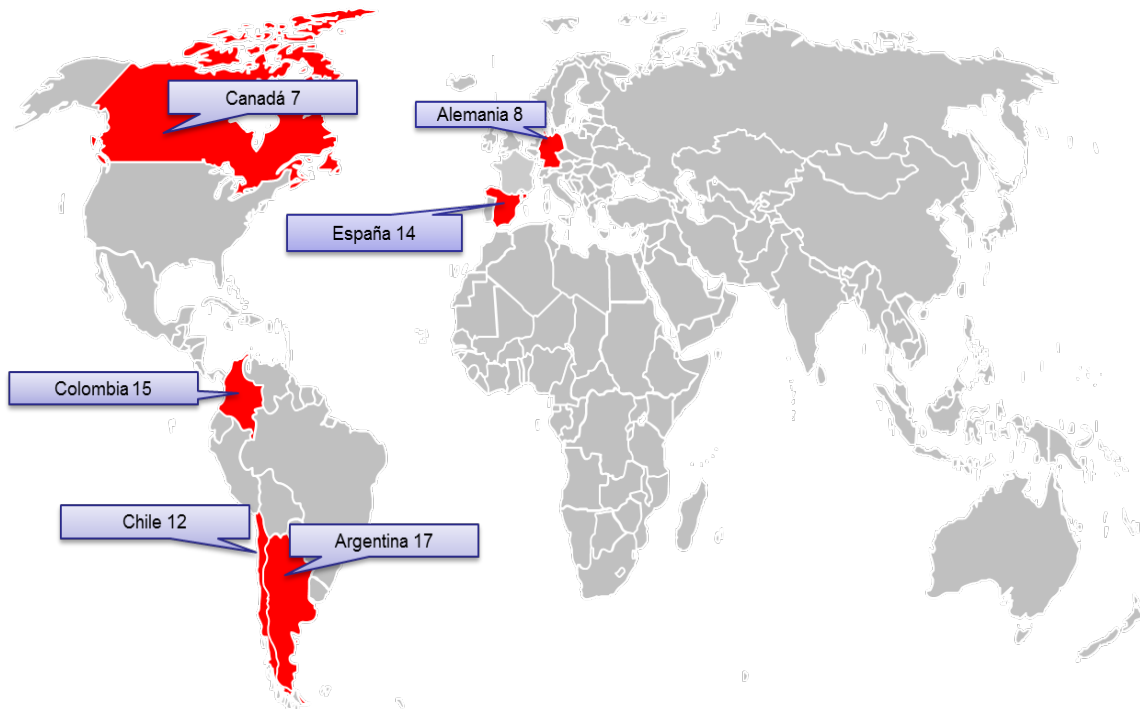 Canadá 7
Alemania 8
España 14
Colombia 15
Chile 12
Argentina 17